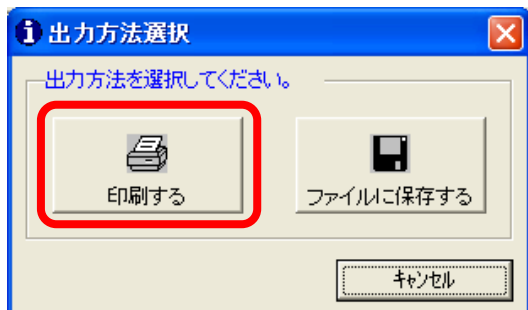 出力方法選択
出力方法を選択してください。
印刷する
ファイルに保存する
キャンセル